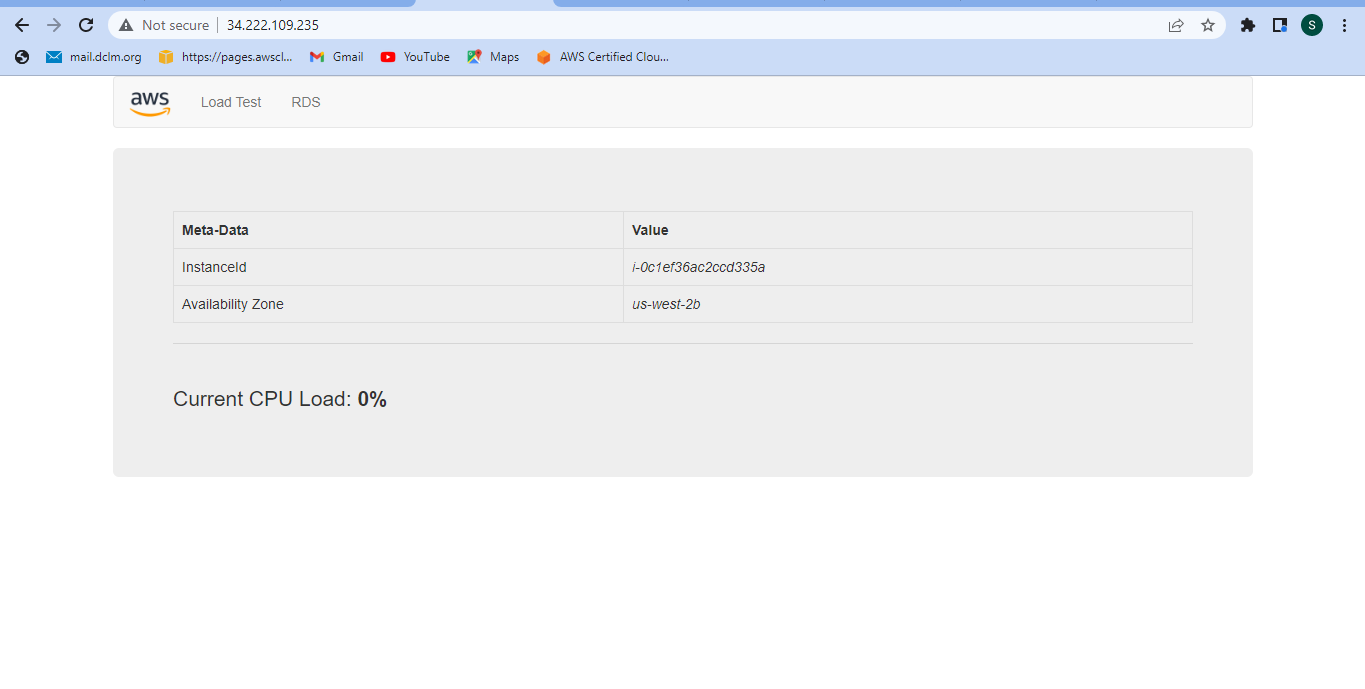 Not secure 34.222.109.235 S
mail.dclm.org https://pages.awscl... Gmail YouTube Maps AWS Certified Clou...
aws Load Test RDS
Meta-Data Value
InstanceId i-0c1ef36ac2ccd335a
Availability Zone us-west-2b
Current CPU Load: 0%